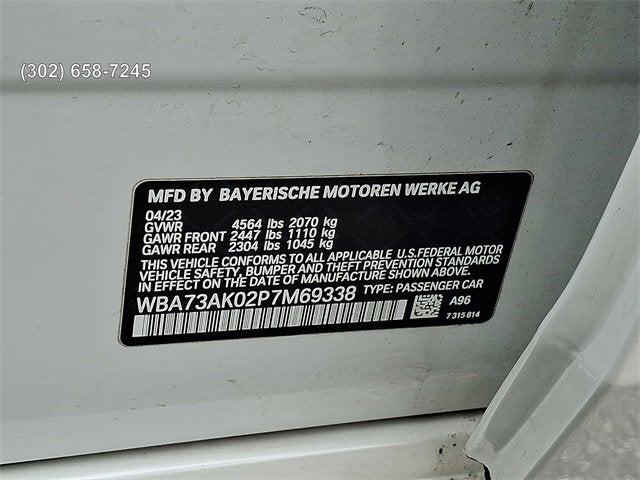 (302) 658-7245
MFD BY BAYERISCHE MOTOREN WERKE AG
04/23
GVWR 4564 lbs 2070 kg
GAWR FRONT 2447 lbs 1110 kg
GAWR REAR 2304 lbs 1045 kg
THIS VEHICLE CONFORMS TO ALL APPLICABLE U.S.FEDERAL MOTOR
VEHICLE SAFETY, BUMPER AND THEFT PREVENTION STANDARDS
IN EFFECT ON THE DATE OF MANUFACTURE SHOWN ABOVE.
WBA73AK02P7M69338 TYPE: PASSENGER CAR
A96
7 315 814